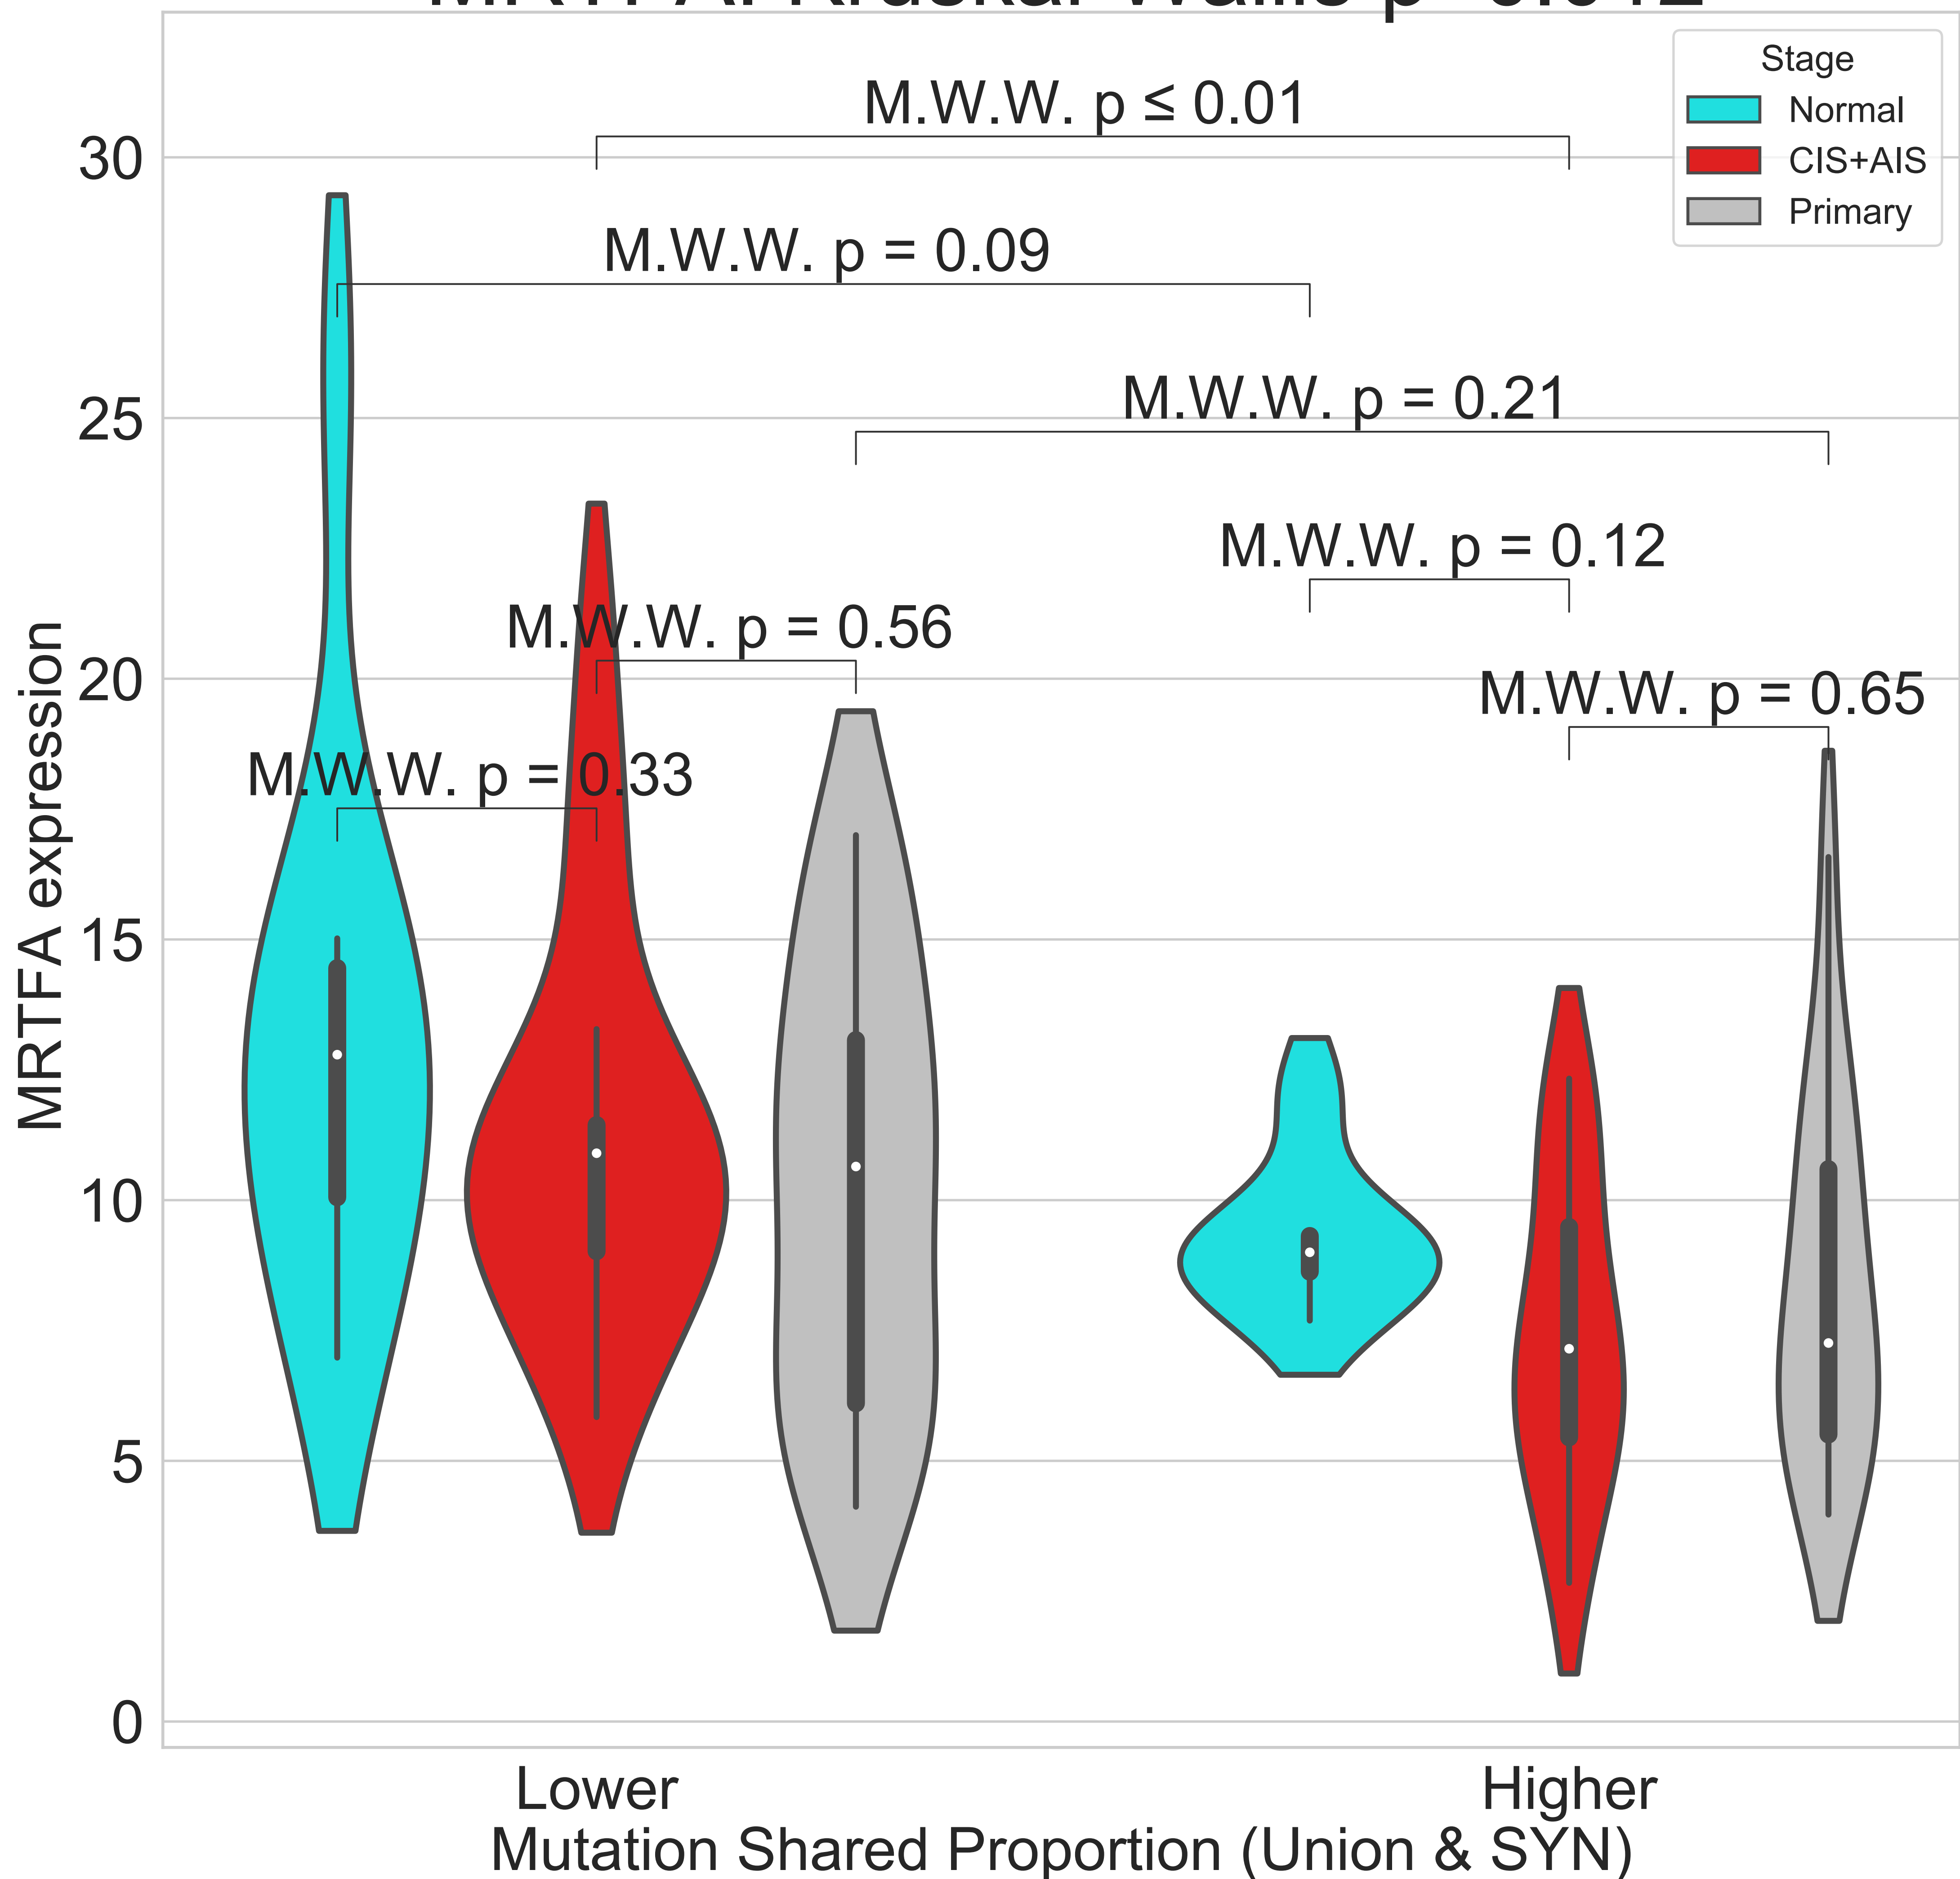 Stage
Normal
CIS+AIS
Primary
M.W.W. p ≤ 0.01
M.W.W. p = 0.09
M.W.W. p = 0.21
M.W.W. p = 0.12
M.W.W. p = 0.56
M.W.W. p = 0.65
M.W.W. p = 0.33
MRTFA expression
30
25
20
15
10
5
0
Lower
Higher
Mutation Shared Proportion (Union & SYN)